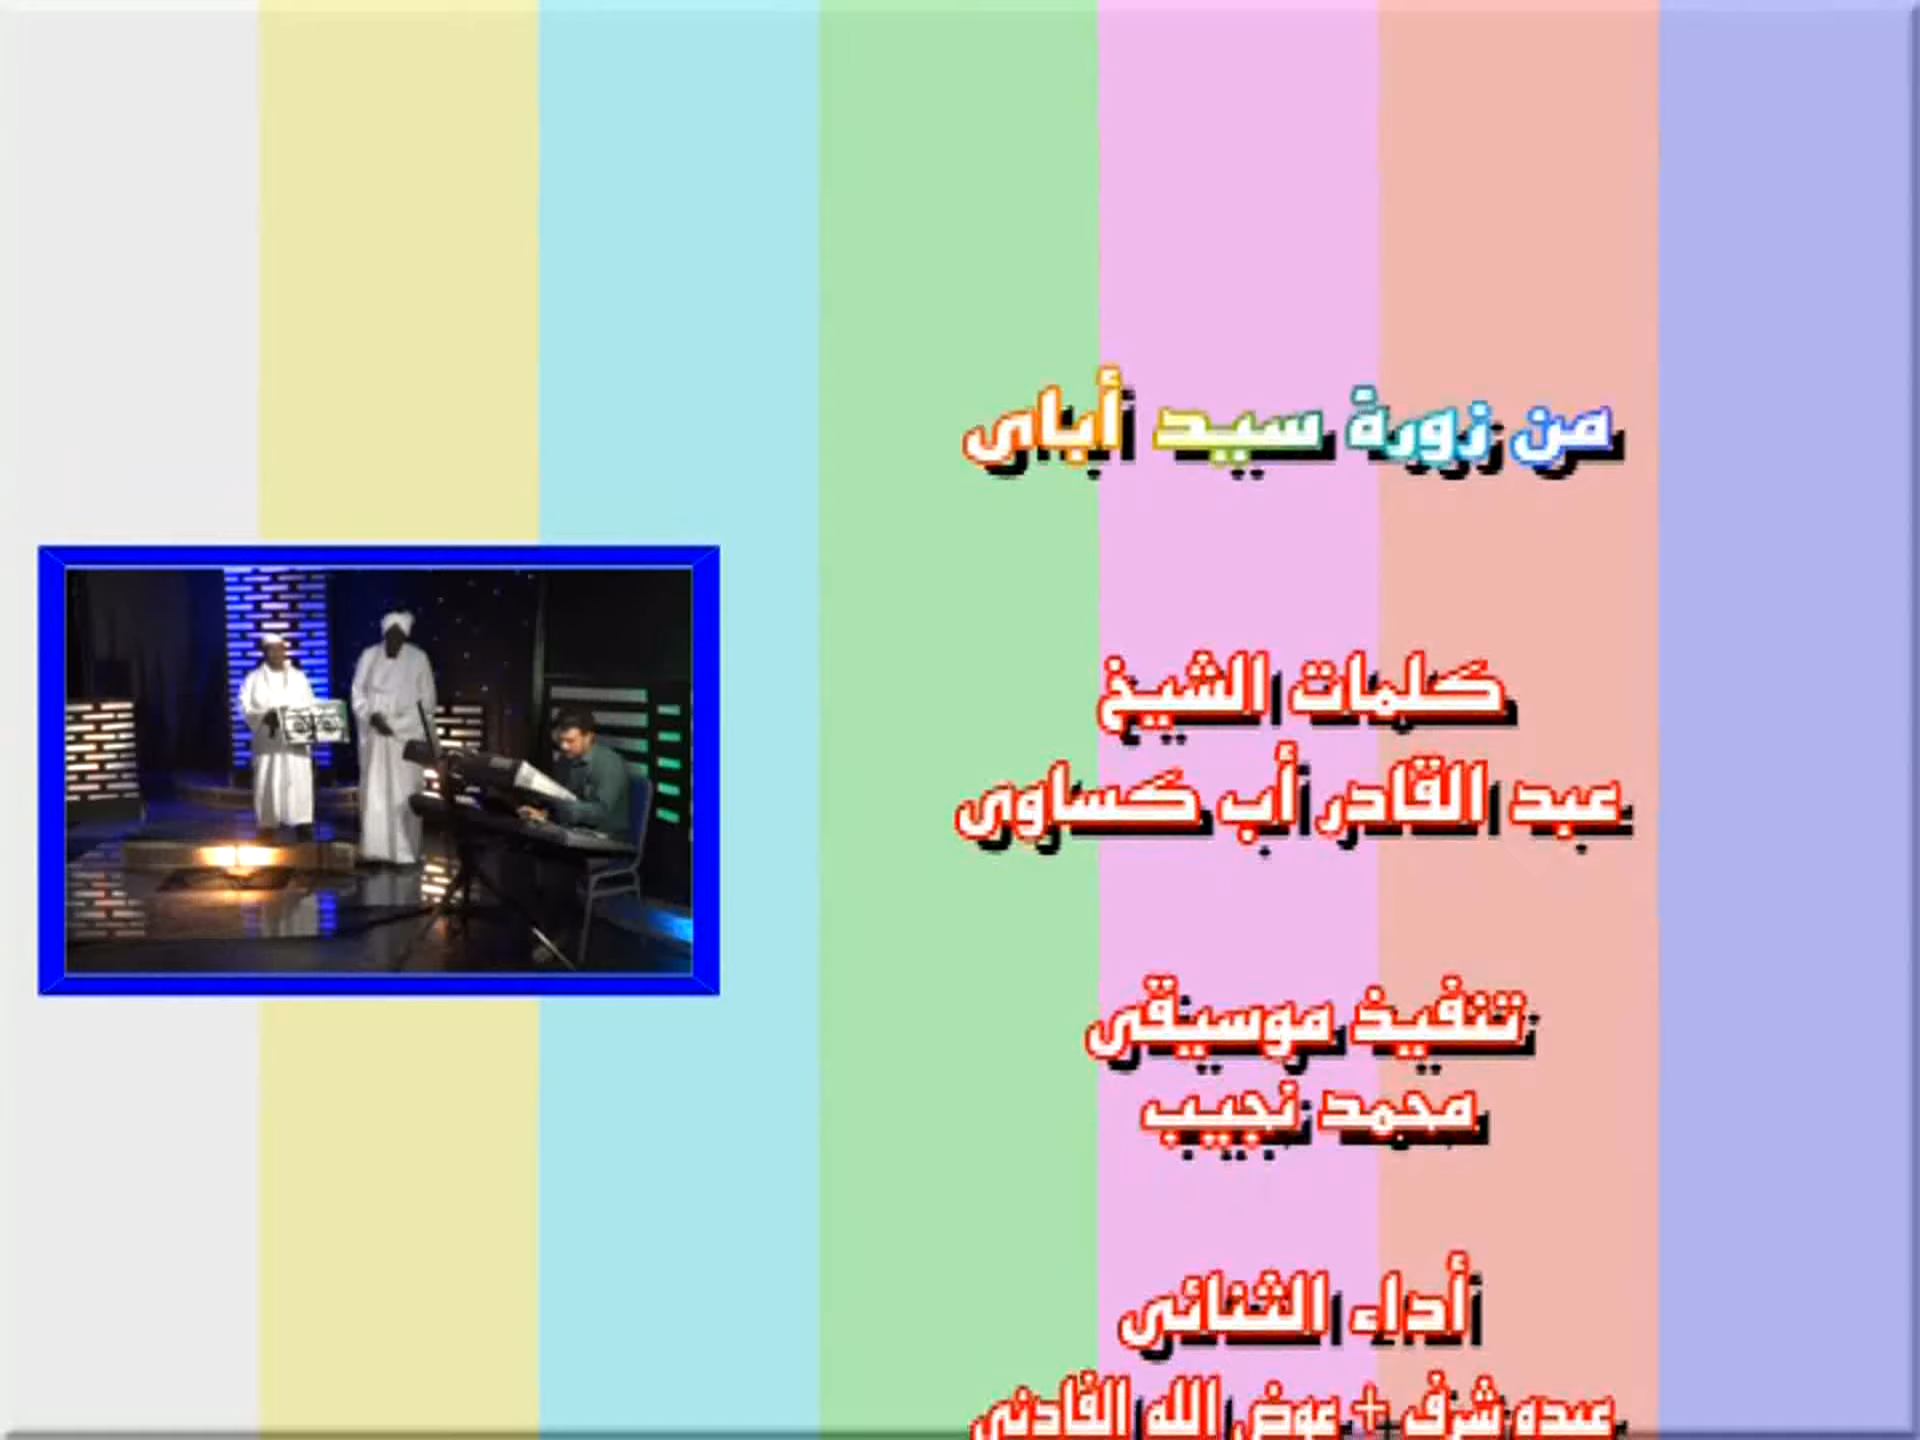 من زورة سيد أباى
كلمات الشيخ
عبد القادر أب كساوى
تنفيذ موسيقى
محمد نجيب
أداء الثنائى
عبده شرف + عوض الله الفادنى